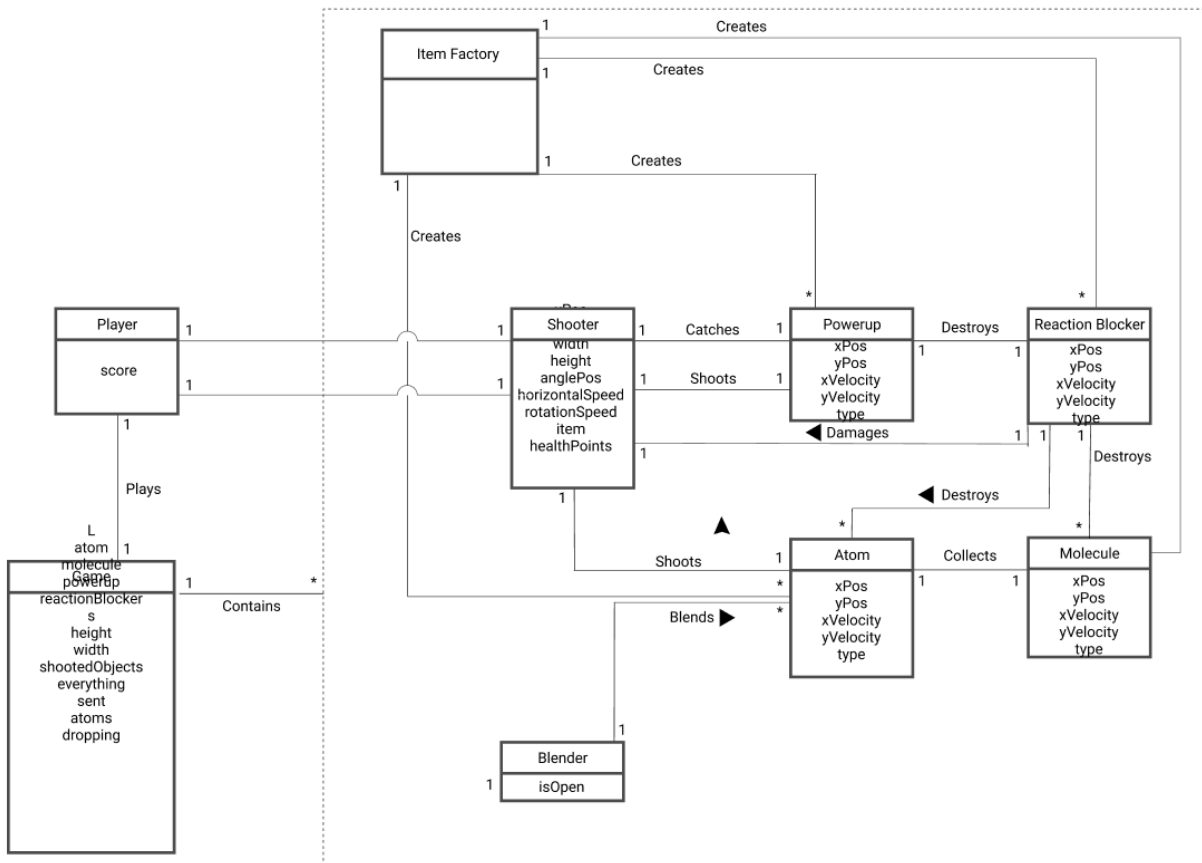 1
Creates
Item Factory
Creates
1
1
Creates
1
Creates
*
*
Player
1
1
Shooter
1
Catches
1
Powerup
Destroys
Reaction Blocker
score
1
1
width
height
anglePos
horizontalSpeed
rotationSpeed
item
healthPoints
1
Shoots
1
xPos
yPos
xVelocity
yVelocity
type
1
1
xPos
yPos
xVelocity
yVelocity
type
1
Damages
1
1
1
1
Destroys
Plays
1
1
Destroys
*
*
L
atom
molecule
powerup
Game
reactionBlocker
s
height
width
shootedObjects
everything
sent
atoms
dropping
1
*
Contains
Shoots
1
*
*
Blends
Atom
xPos
yPos
xVelocity
yVelocity
type
Collects
1
1
Molecule
xPos
yPos
xVelocity
yVelocity
type
1
Blender
1
isOpen